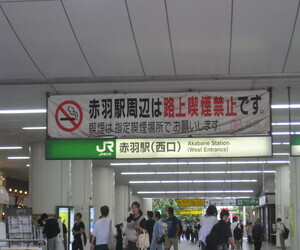 赤羽駅周辺は路上喫煙禁止です。
喫煙は、指定喫煙場所でお願いします。
JR 赤羽駅(西口) Akabane Station
(West Entrance)